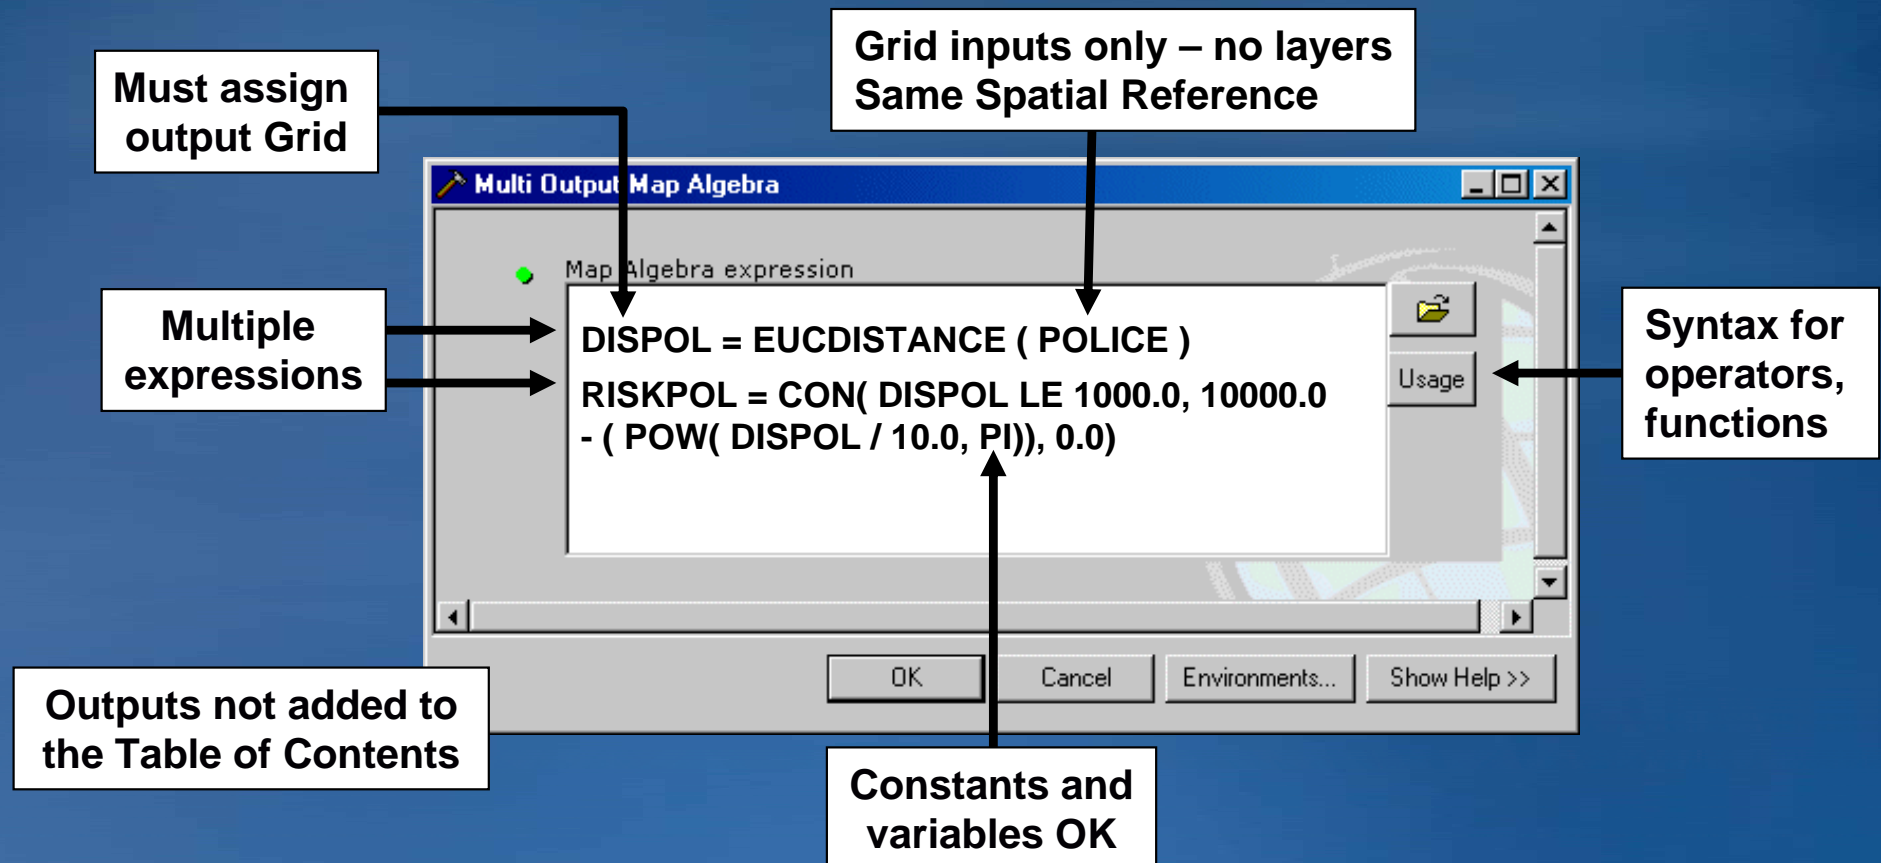 Grid inputs only – no layers
Same Spatial Reference
Must assign
output Grid
Multi Output Map Algebra
Map Algebra expression
Multiple
expressions
DISPOL = EUCDISTANCE ( POLICE )
RISKPOL = CON( DISPOL LE 1000.0, 10000.0
- ( POW( DISPOL / 10.0, PI)), 0.0)
Usage
Syntax for
operators,
functions
OK
Cancel
Environments...
Show Help >>
Outputs not added to
the Table of Contents
Constants and
variables OK